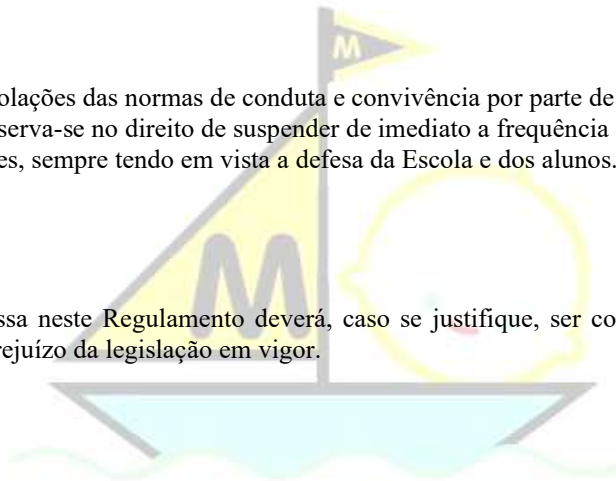 M
olações das normas de conduta e convivência por parte de
serva-se no direito de suspender de imediato a frequência
es, sempre tendo em vista a defesa da Escola e dos alunos.
M
ssa neste Regulamento deverá, caso se justifique, ser co
rejuízo da legislação em vigor.